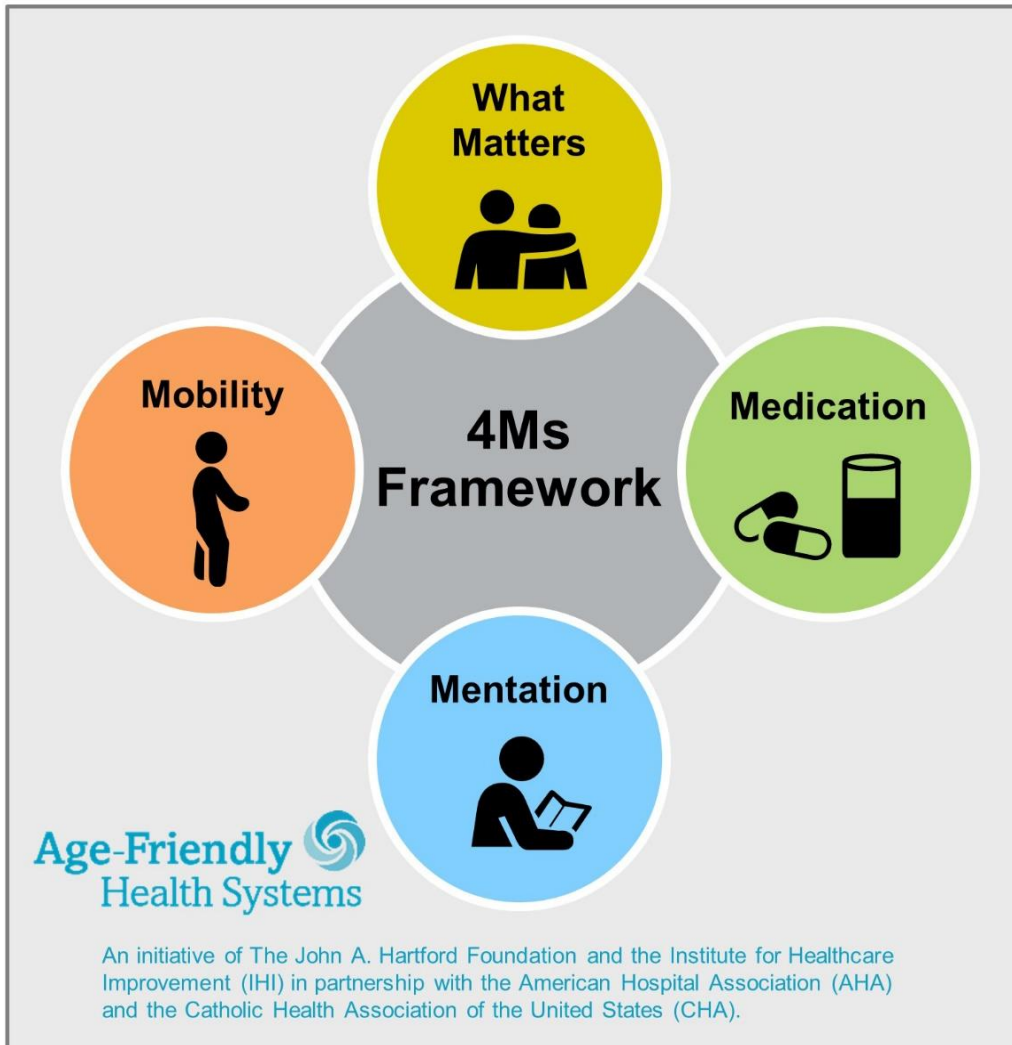 What
Matters
Mobility
4Ms
Framework
Medication
Mentation
Age-Friendly
Health Systems
An initiative of The John A. Hartford Foundation and the Institute for Healthcare
Improvement (IHI) in partnership with the American Hospital Association (AHA)
and the Catholic Health Association of the United States (CHA).